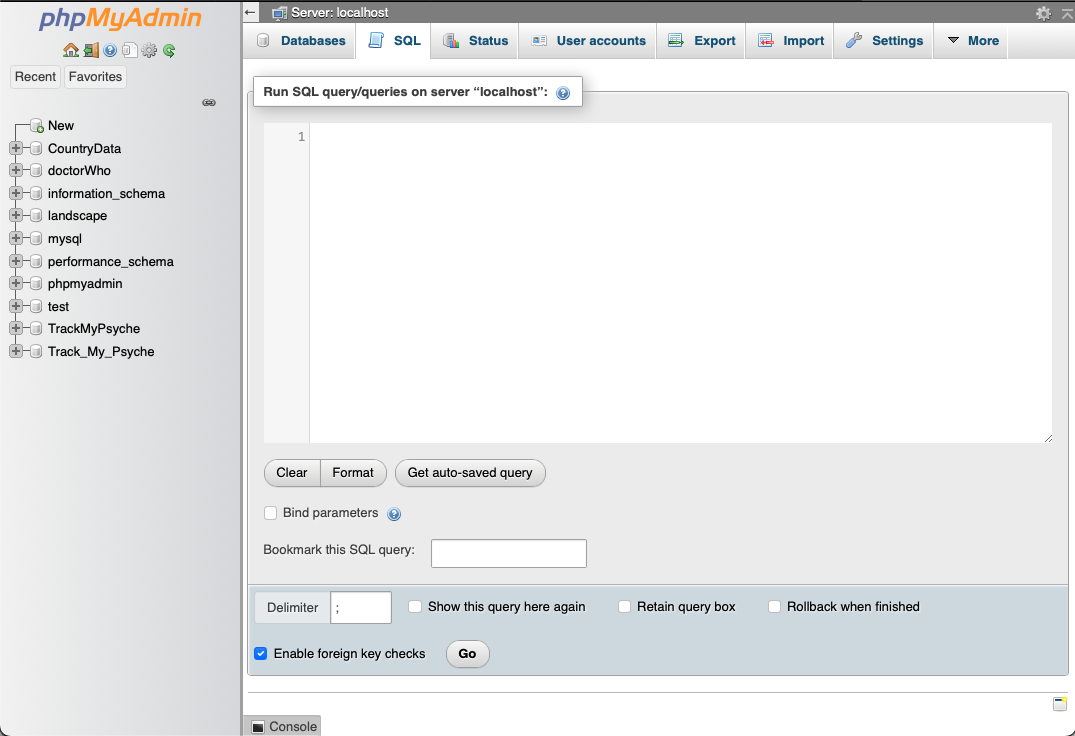 phpMyAdmin
Recent Favorites
New
CountryData
doctorWho
information_schema
landscape
mysql
performance_schema
phpmyadmin
test
TrackMyPsyche
Track_My_Psyche
Server: localhost
Databases SQL Status User accounts Export Import Settings More
Run SQL query/queries on server “localhost”:
1
Clear Format Get auto-saved query
Bind parameters
Bookmark this SQL query:
Delimiter ; Show this query here again Retain query box Rollback when finished
Enable foreign key checks Go
Console